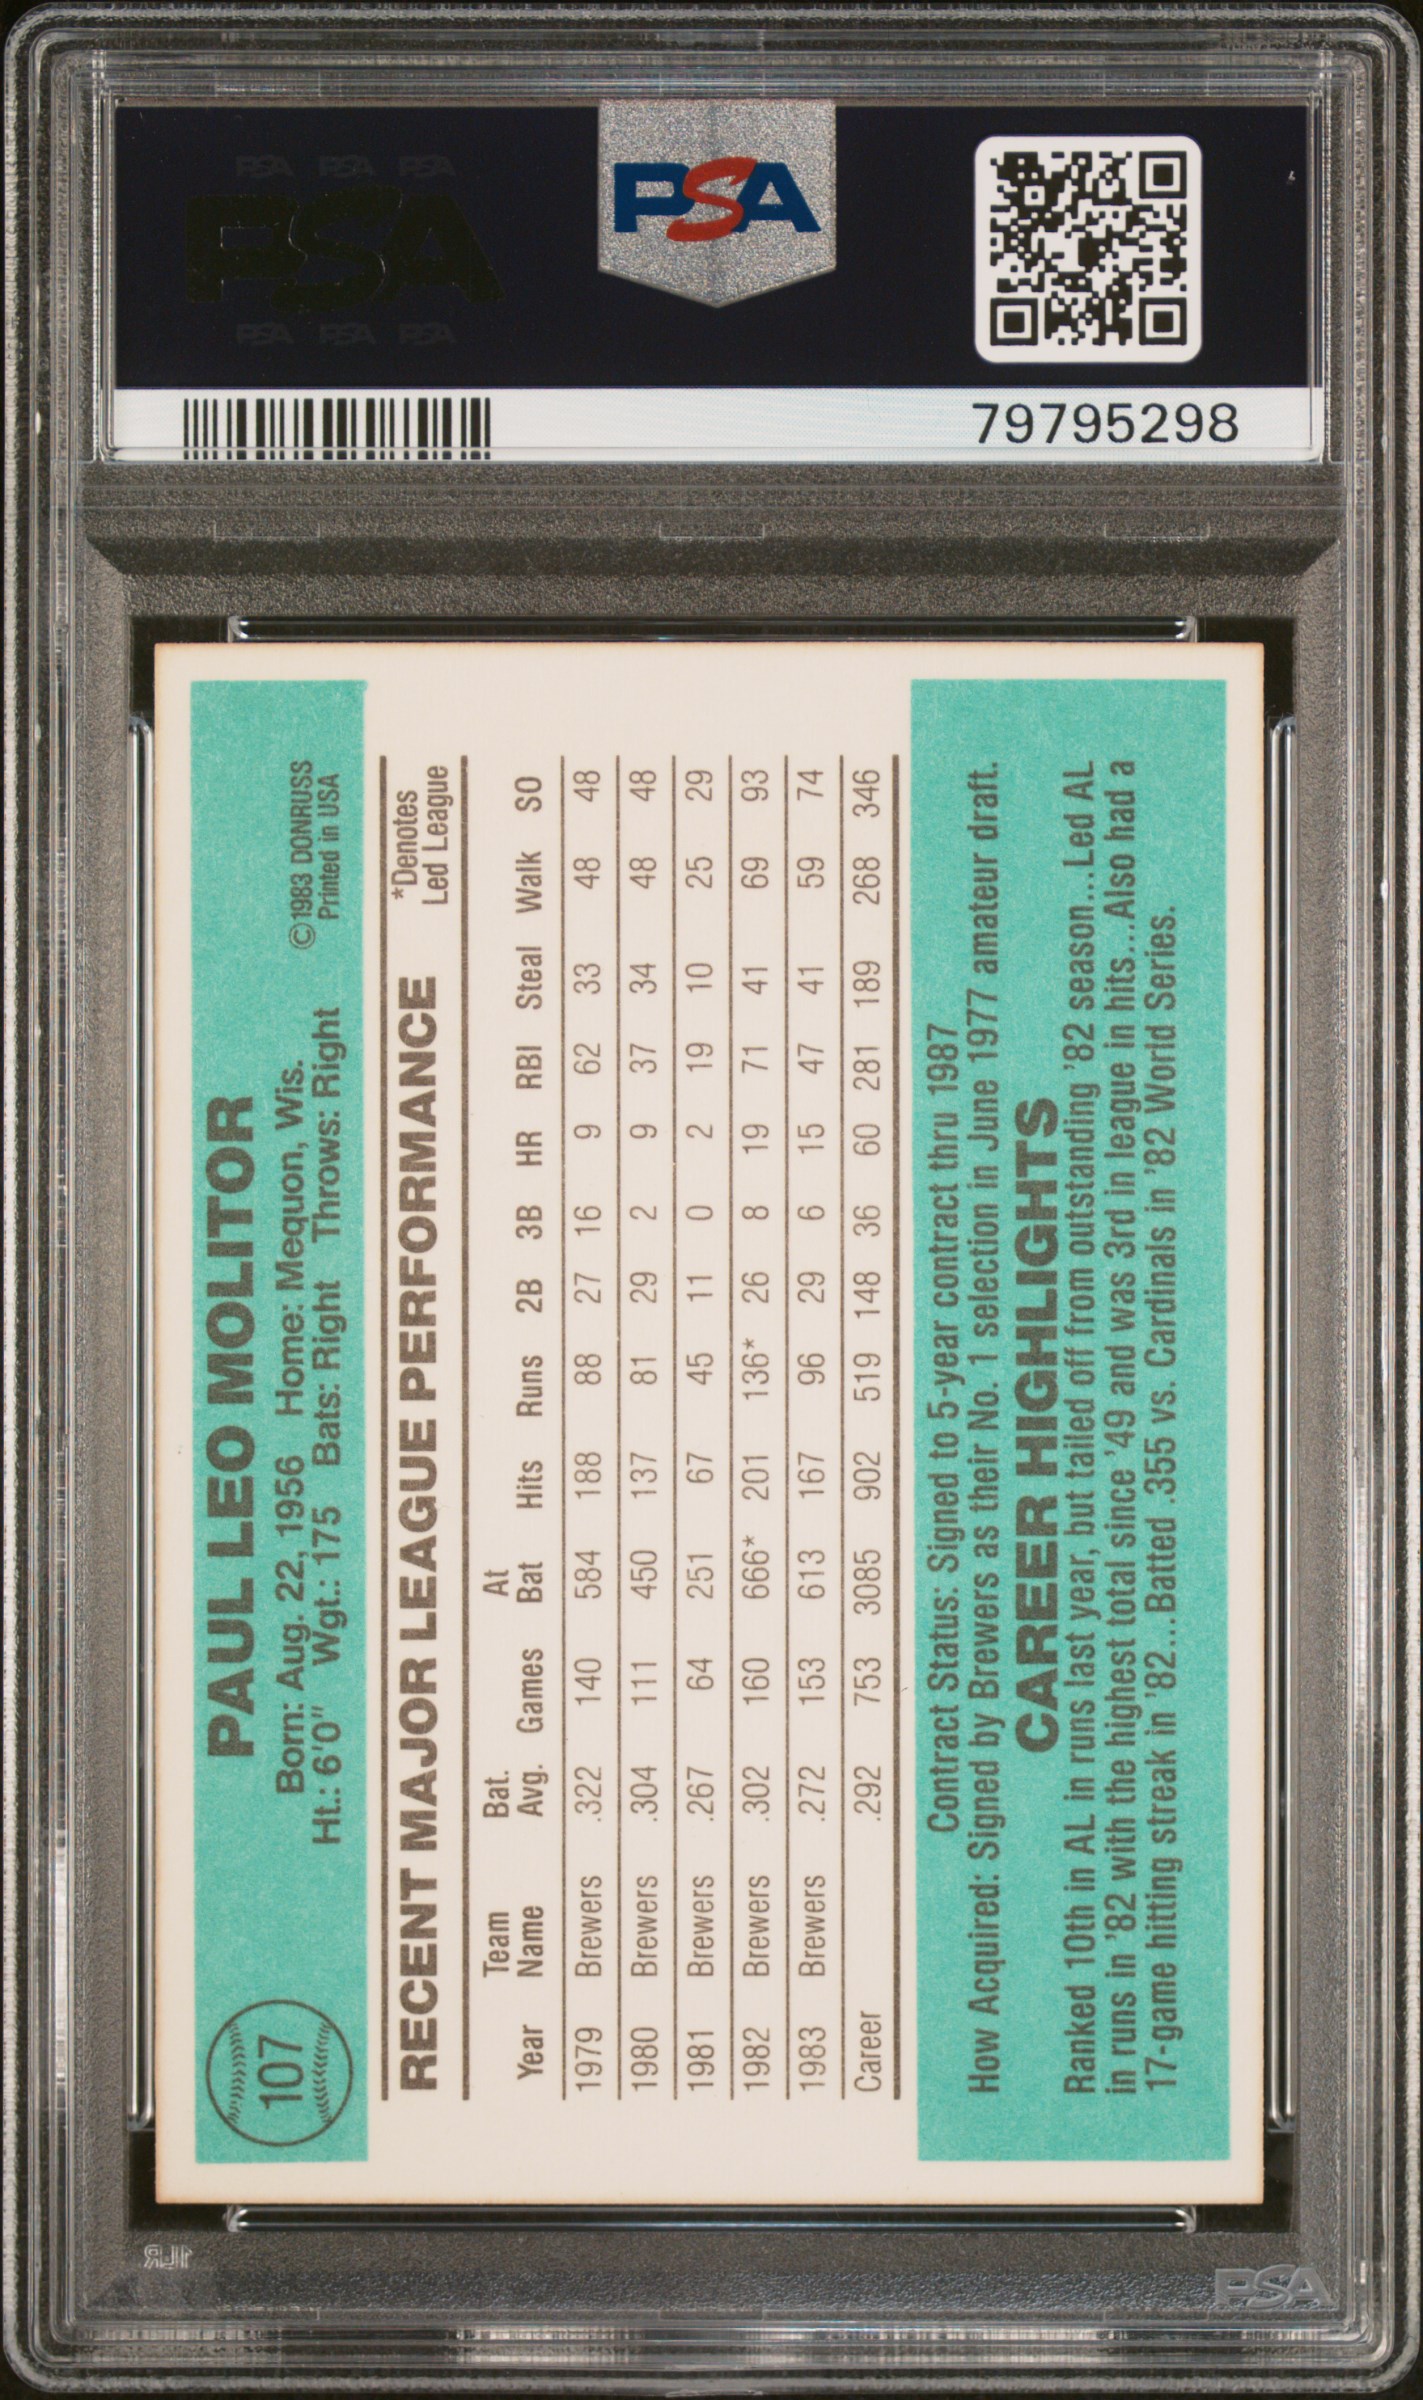 PSA PSA PSA
PSA
PSA PSA PSA
PSA
79795298
107
PAUL LEO MOLITOR
Born: Aug. 22, 1956 Home: Mequon, Wis. ©1983 DONRUSS
Ht.: 6'0" Wgt.: 175 Bats: Right Throws: Right Printed in USA
RECENT MAJOR LEAGUE PERFORMANCE *Denotes Led League
Year Team Name Bat. Avg. Games At Bat Hits Runs 2B 3B HR RBI Steal Walk SO
1979 Brewers .322 140 584 188 88 27 16 9 62 33 48 48
1980 Brewers .304 111 450 137 81 29 2 9 37 34 48 48
1981 Brewers .267 64 251 67 45 11 0 2 19 10 25 29
1982 Brewers .302 160 666* 201 136* 26 8 19 71 41 69 93
1983 Brewers .272 153 613 167 96 29 6 15 47 41 59 74
Career .292 753 3085 902 519 148 36 60 281 189 268 346
Contract Status: Signed to 5-year contract thru 1987
How Acquired: Signed by Brewers as their No. 1 selection in June 1977 amateur draft.
CAREER HIGHLIGHTS
Ranked 10th in AL in runs last year, but tailed off from outstanding '82 season...Led AL
in runs in '82 with the highest total since '49 and was 3rd in league in hits...Also had a
17-game hitting streak in '82...Batted .355 vs. Cardinals in '82 World Series.
PSA